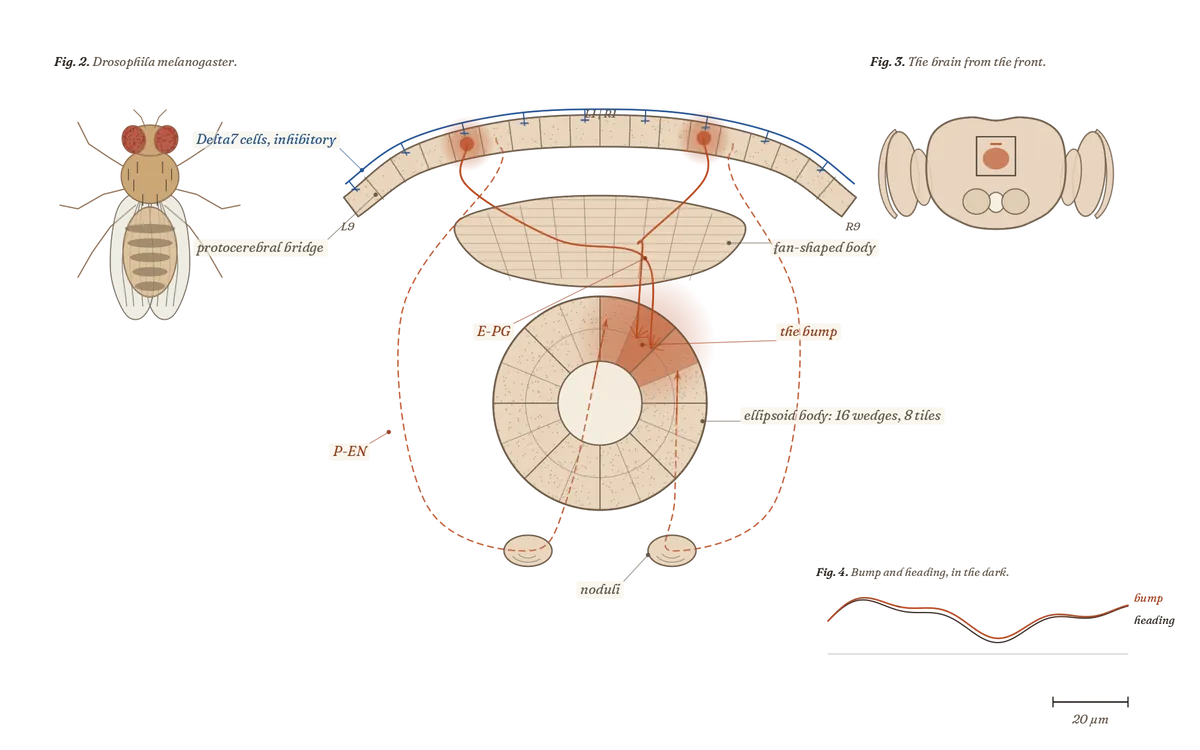 Fig. 2. Drosophila melanogaster.
Fig. 3. The brain from the front.
L1 / R1
Delta7 cells, inhibitory
L9
R9
protocerebral bridge
fan-shaped body
E-PG
the bump
ellipsoid body: 16 wedges, 8 tiles
P-EN
Fig. 4. Bump and heading, in the dark.
noduli
bump
heading
20 µm